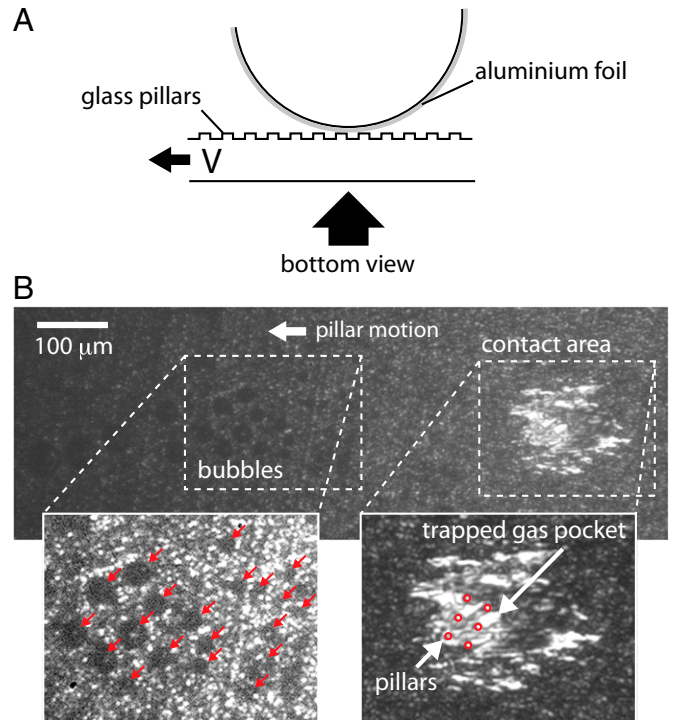 A
aluminium foil
glass pillars
V
bottom view
B
pillar motion
100 μm
contact area
bubbles
trapped gas pocket
pillars